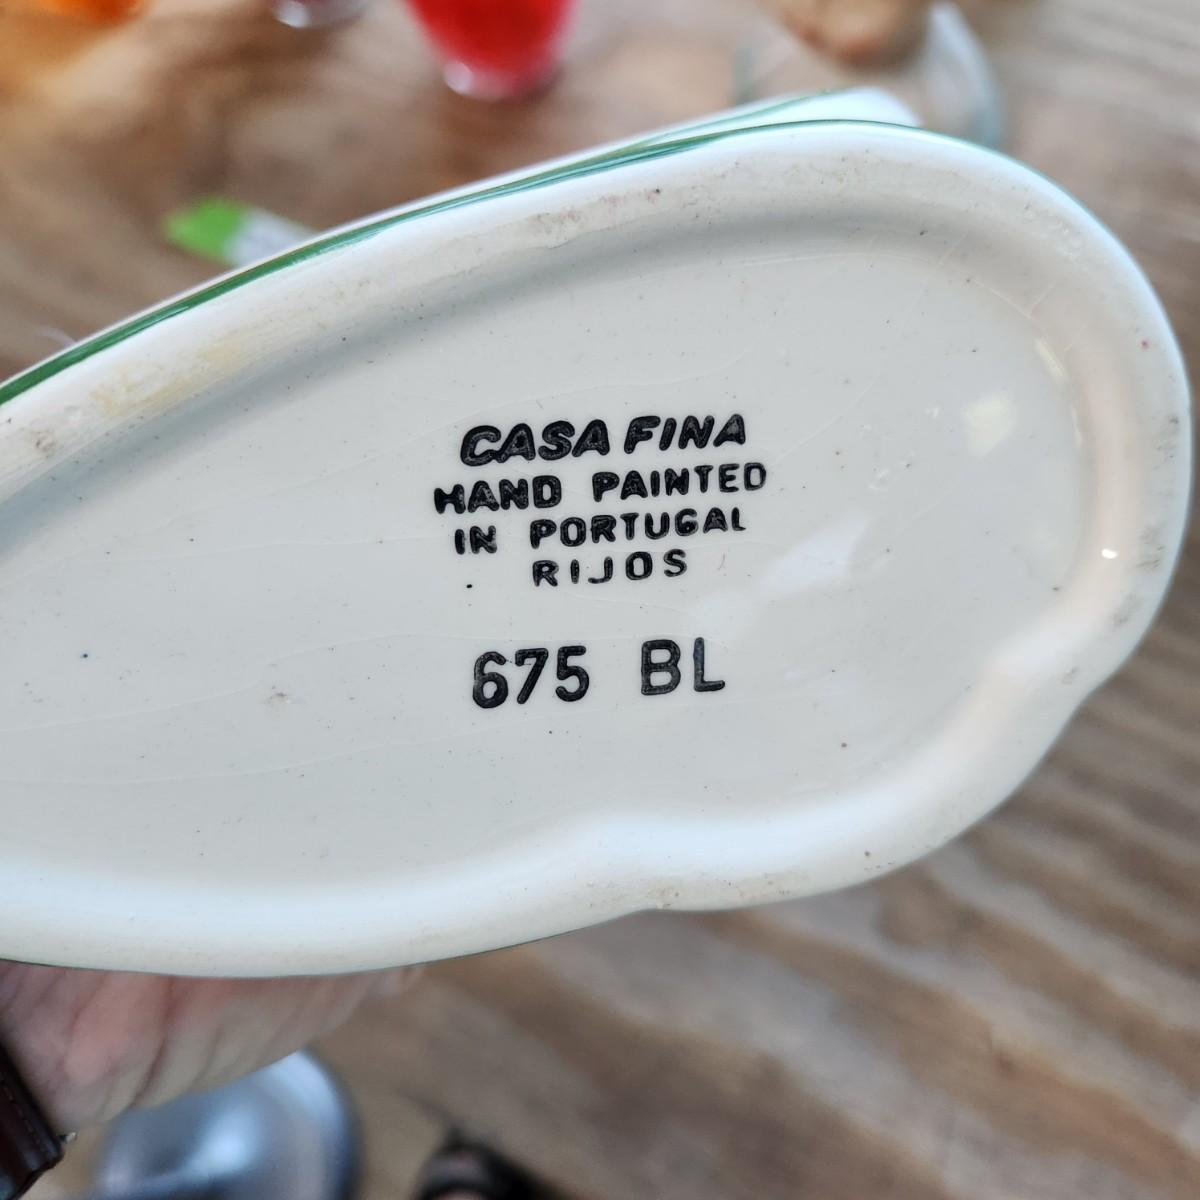 CASA FINA
HAND PAINTED
IN PORTUGAL
RIJOS
675 BL